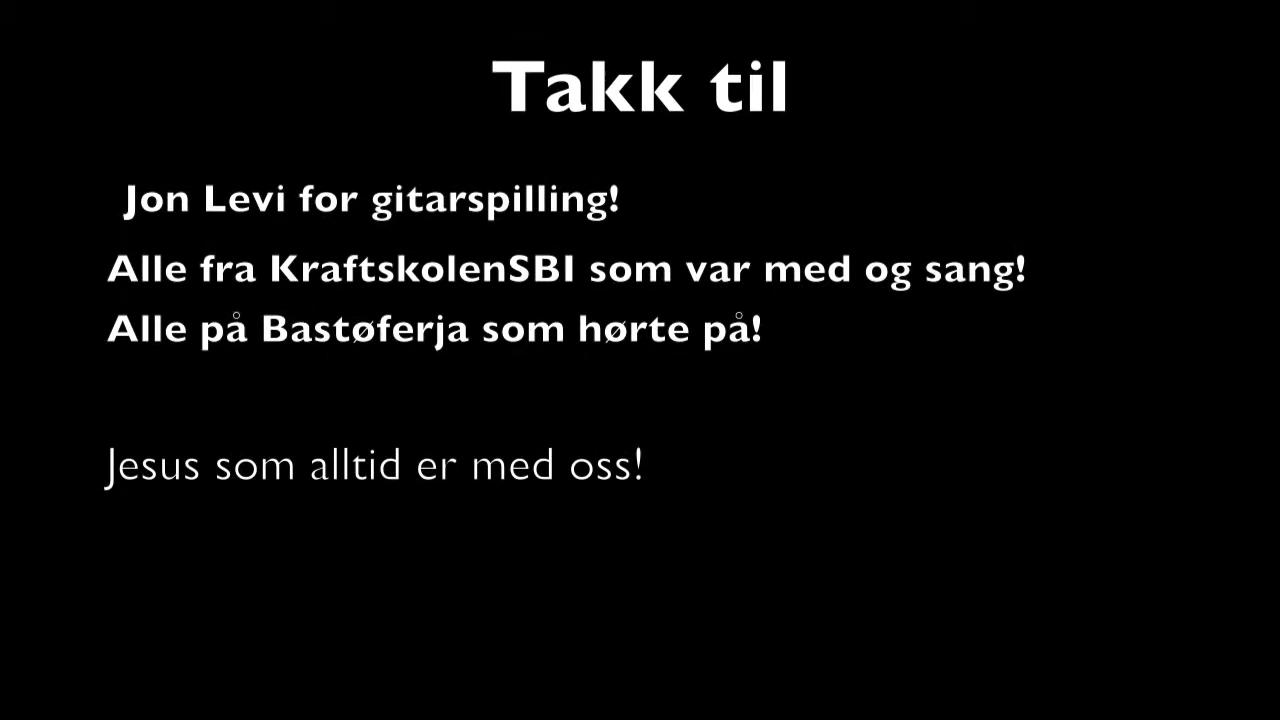 Takk til
Jon Levi for gitarspilling!
Alle fra KraftskolenSBI som var med og sang!
Alle på Bastøferja som hørte på!
Jesus som alltid er med oss!